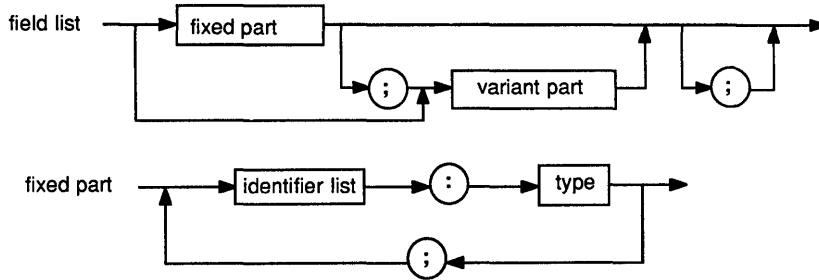 field list fixed part
; variant part ;
fixed part identifier list : type
;